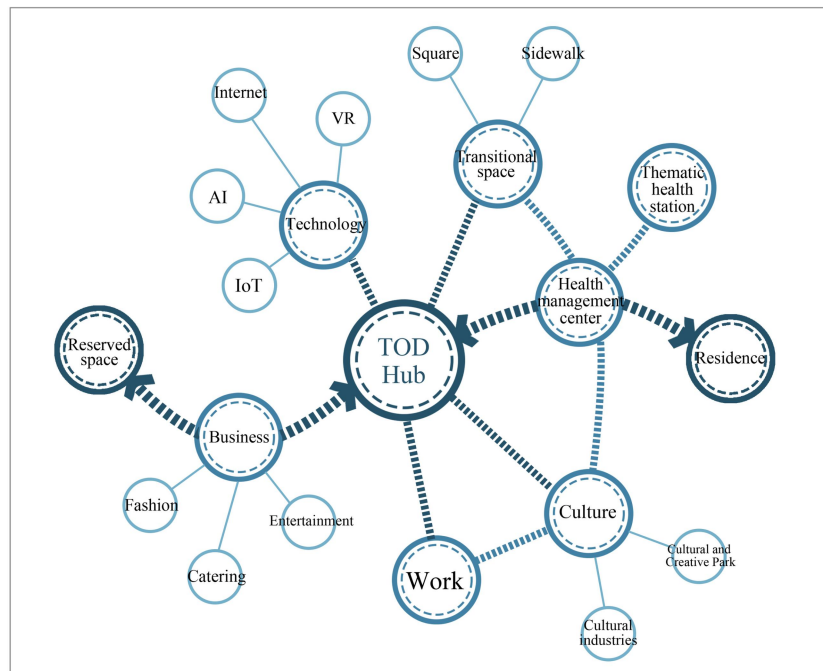 Square
Sidewalk
Internet
VR
Transitional
space
Thematic
health
station
AI
Technology
IoT
Health
management
center
Reserved
space
TOD
Hub
Residence
Business
Fashion
Entertainment
Culture
Catering
Work
Cultural and
Creative Park
Cultural
industries